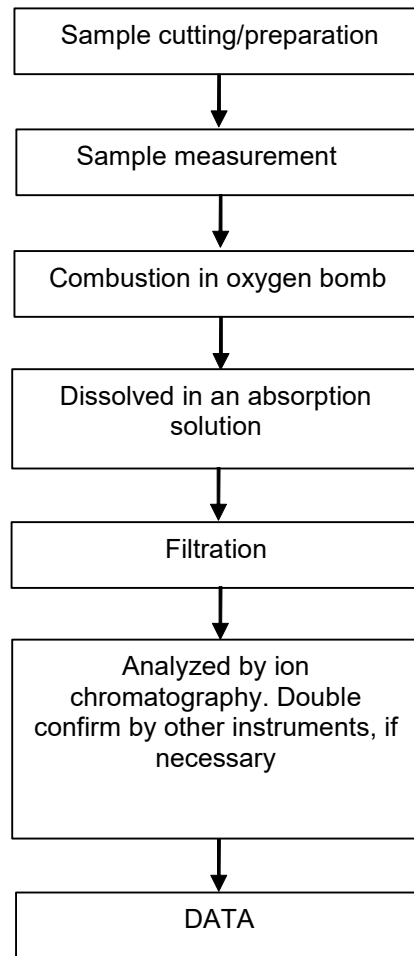 Sample cutting/preparation
Sample measurement
Combustion in oxygen bomb
Dissolved in an absorption
solution
Filtration
Analyzed by ion
chromatography. Double
confirm by other instruments, if
necessary
DATA